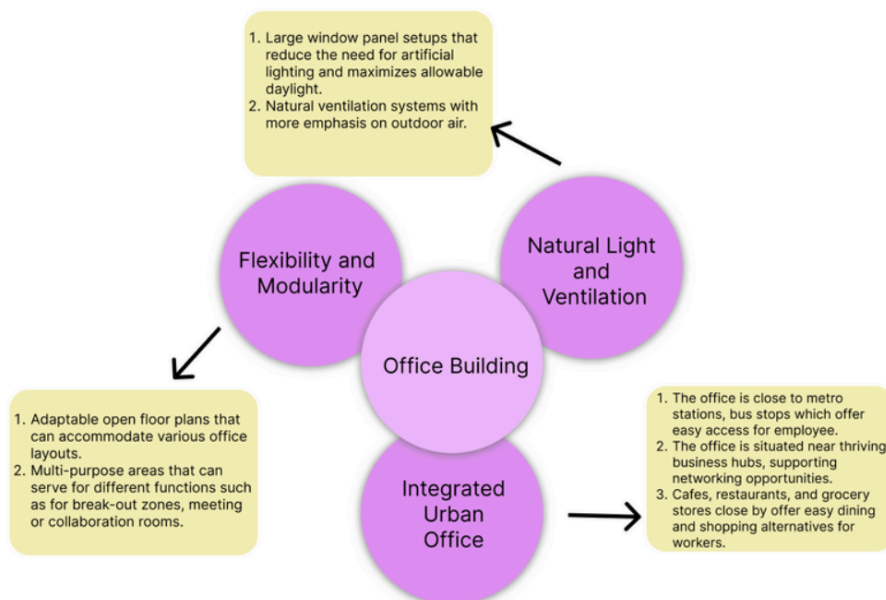 1. Large window panel setups that
reduce the need for artificial
lighting and maximizes allowable
daylight.
2. Natural ventilation systems with
more emphasis on outdoor air.
Flexibility and
Modularity
Natural Light
and
Ventilation
Office Building
1. Adaptable open floor plans that
can accommodate various office
layouts.
2. Multi-purpose areas that can
serve for different functions such
as for break-out zones, meeting
or collaboration rooms.
Integrated
Urban
Office
1. The office is close to metro
stations, bus stops which offer
easy access for employee.
2. The office is situated near thriving
business hubs, supporting
networking opportunities.
3. Cafes, restaurants, and grocery
stores close by offer easy dining
and shopping alternatives for
workers.